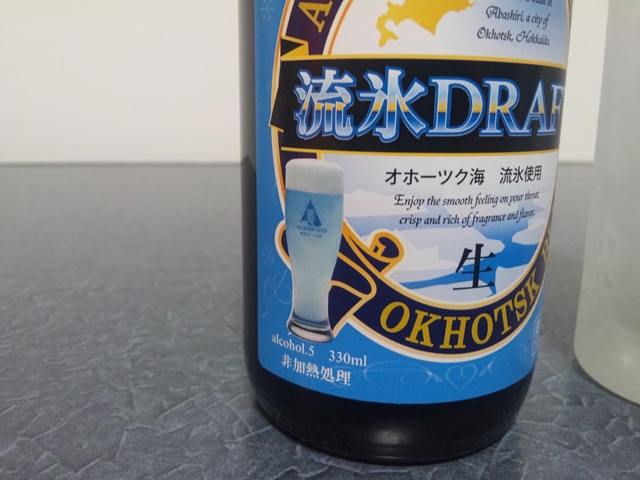 made in
Abashiri, a city of
Okhotsk, Hokkaido.
流氷DRAF
オホーツク海 流氷使用
Enjoy the smooth feeling on your throat,
crisp and rich of fragrance and flavor.
生
OKHOTSK
alcohol.5 330ml
非加熱処理